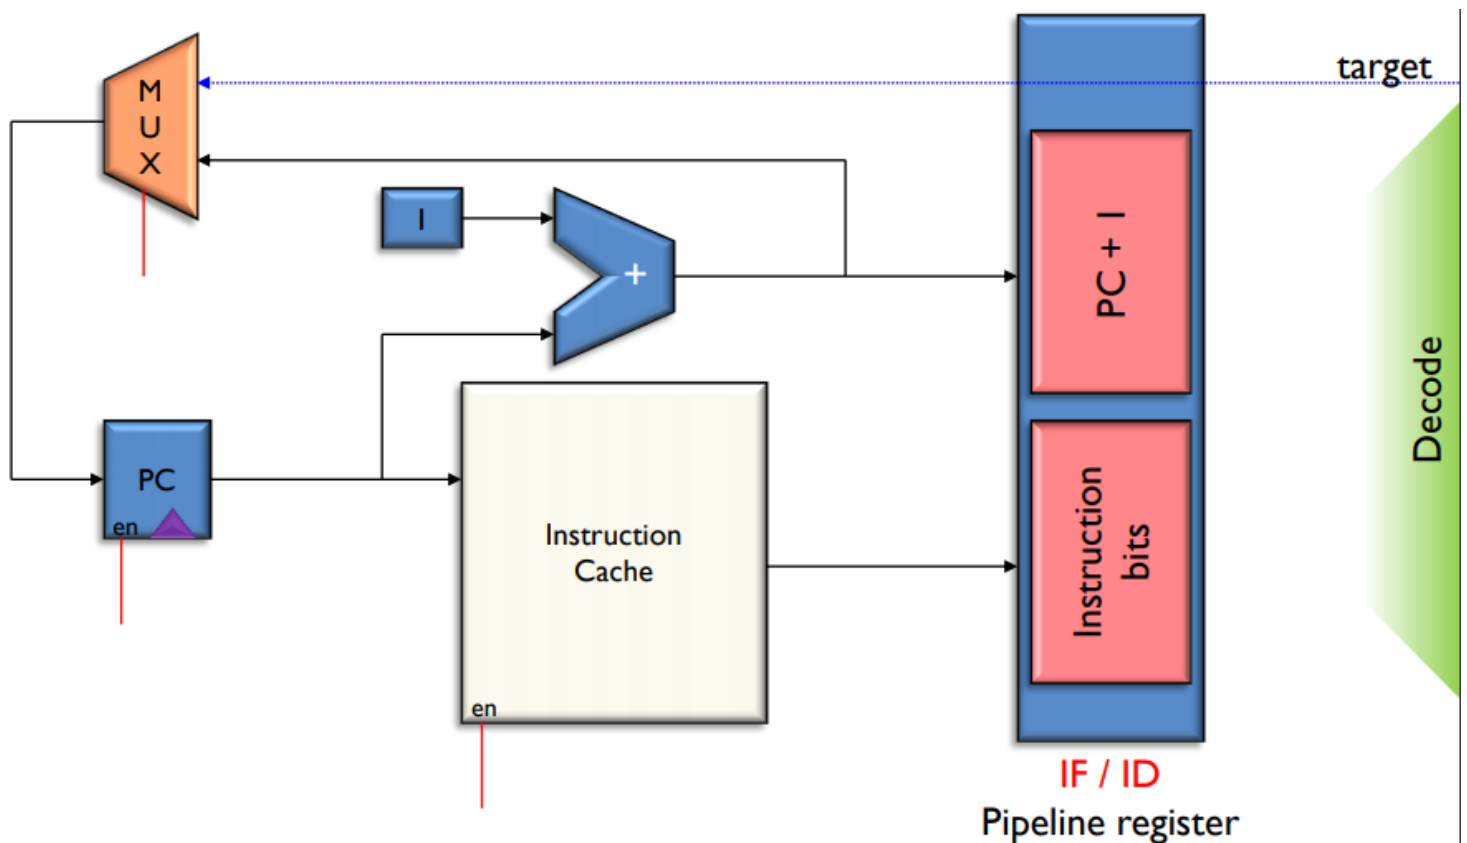 target
M
U
X
I
+
PC + I
Decode
PC
en
Instruction
Cache
en
Instruction
bits
IF / ID
Pipeline register